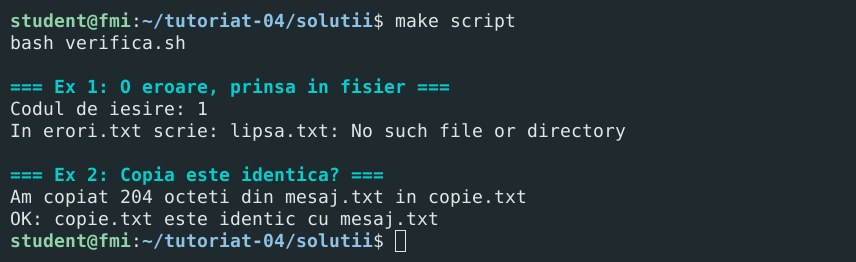 student@fmi:~/tutoriat-04/solutii$ make script
bash verifica.sh
=== Ex 1: O eroare, prinsa in fisier ===
Codul de iesire: 1
In erori.txt scrie: lipsa.txt: No such file or directory
=== Ex 2: Copia este identica? ===
Am copiat 204 octeti din mesaj.txt in copie.txt
OK: copie.txt este identic cu mesaj.txt
student@fmi:~/tutoriat-04/solutii$